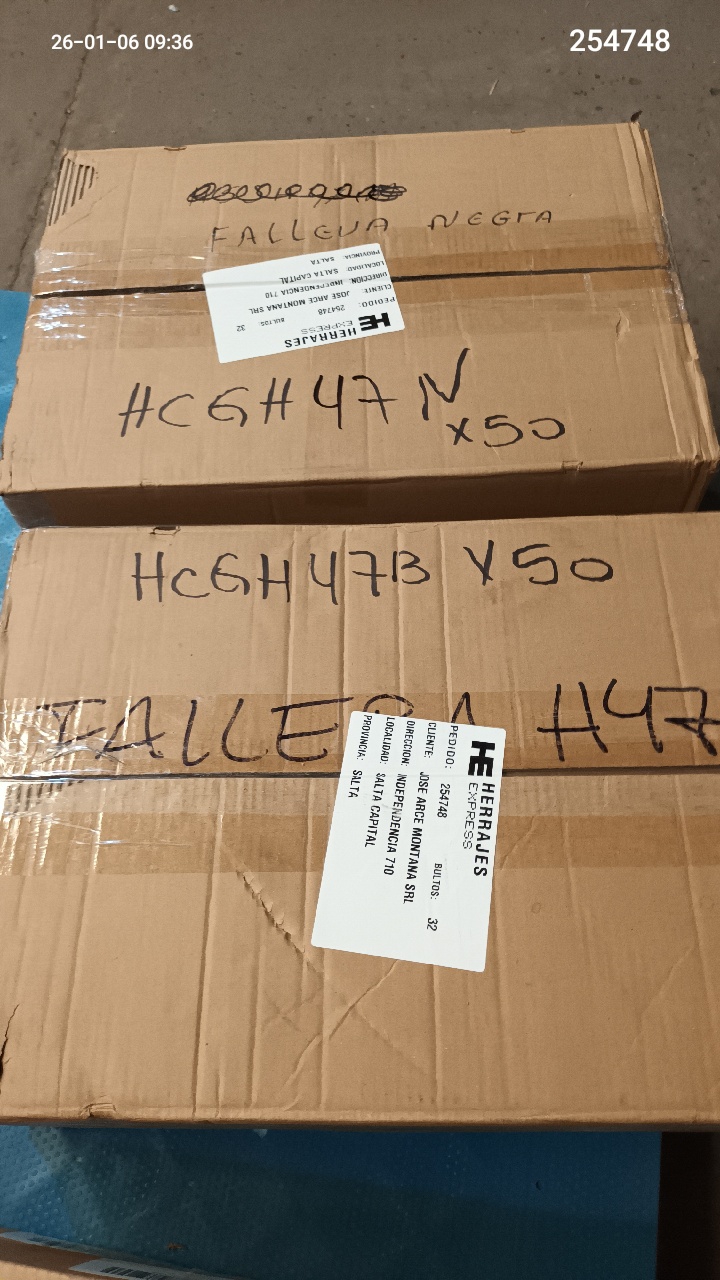 26-01-06 09:36
254748
FALLEVA NEGrA
PROVINCIA: SALTA
LOCALIDAD: SALTA CAPITAL
DIRECCION: INDEPENDENCIA 710
CLIENTE: JOSE ARCE MONTANA SRL
PEDIDO: 254748 BULTOS: 32
HE HERRAJES
EXPRESS
HCGH47 N
x50
HCGH47B X50
H47
HE HERRAJES
EXPRESS
PEDIDO: 254748 BULTOS: 32
CLIENTE: JOSE ARCE MONTANA SRL
DIRECCION: INDEPENDENCIA 710
LOCALIDAD: SALTA CAPITAL
PROVINCIA: SALTA